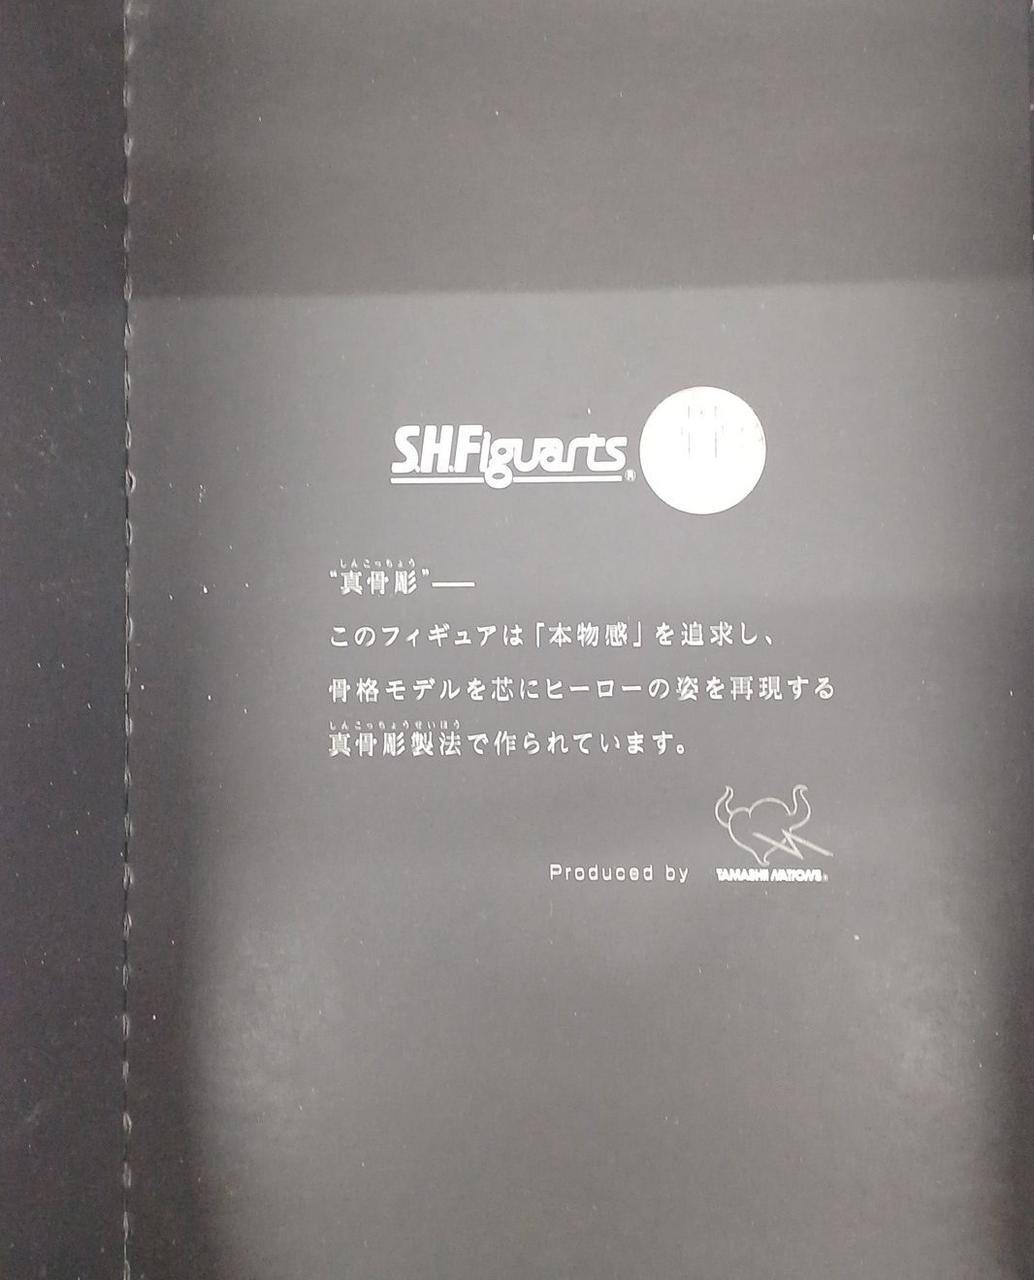 S.H.Figuarts®
しんこっちょう
“真骨彫”――
このフィギュアは「本物感」を追求し、
骨格モデルを芯にヒーローの姿を再現する
しんこっちょうせいほう
真骨彫製法で作られています。
Produced by TAMASHII NATIONS®